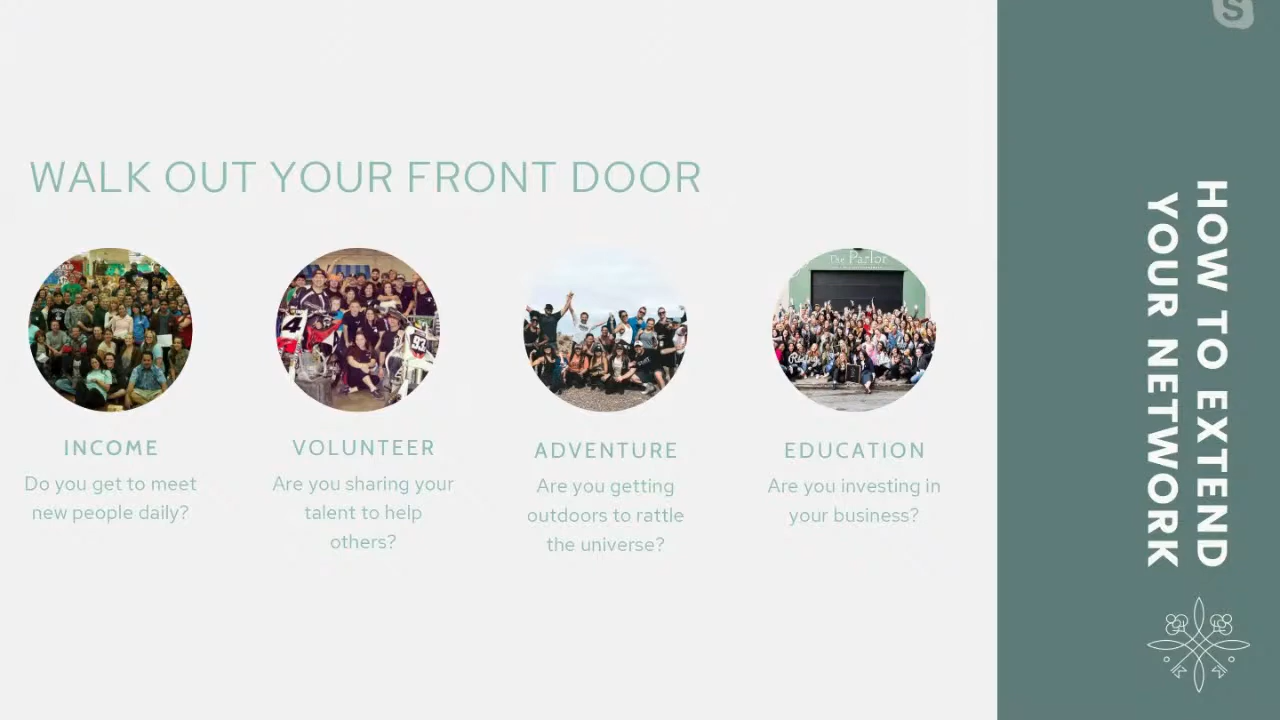 WALK OUT YOUR FRONT DOOR
INCOME
Do you get to meet
new people daily?
VOLUNTEER
Are you sharing your
talent to help
others?
ADVENTURE
Are you getting
outdoors to rattle
the universe?
EDUCATION
Are you investing in
your business?
HOW TO EXTEND
YOUR NETWORK
S
The Parlor
4
93